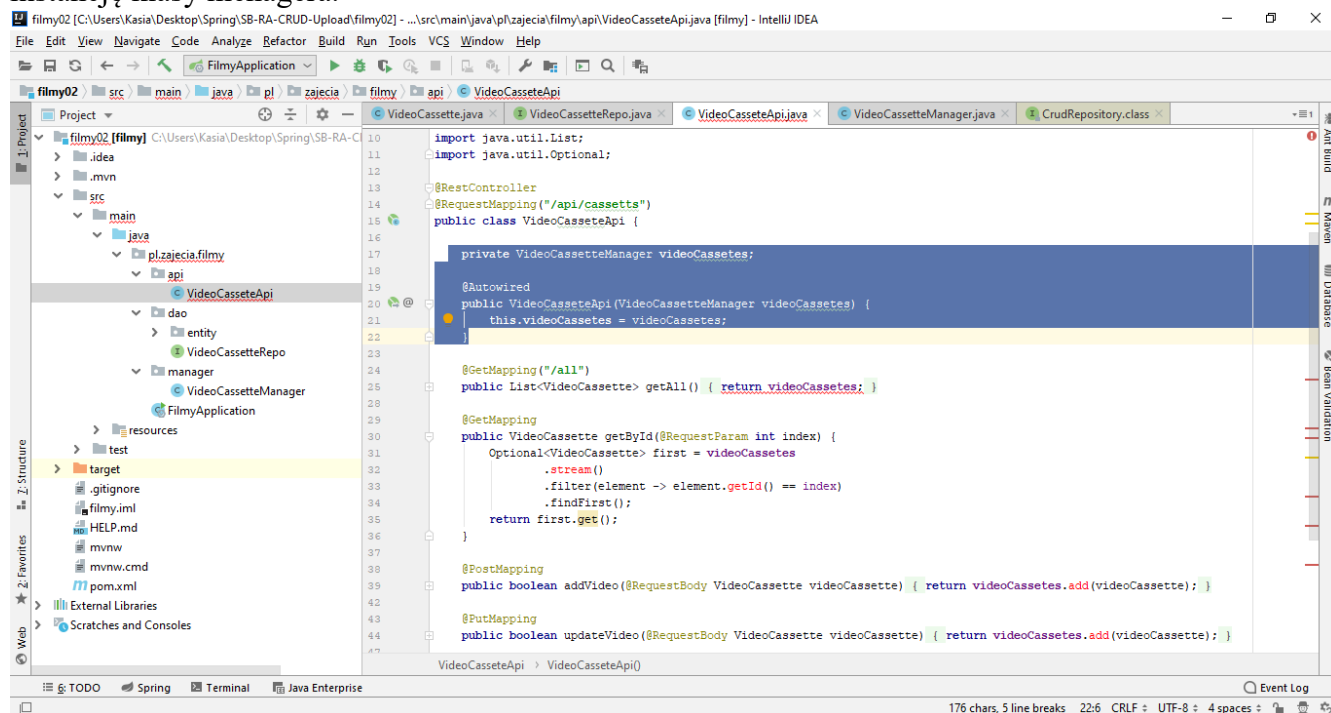 filmy02 [C:\Users\Kasia\Desktop\Spring\SB-RA-CRUD-Upload\filmy02] - ...\src\main\java\pl\zajecia\filmy\api\VideoCasseteApi.java [filmy] - IntelliJ IDEA
File Edit View Navigate Code Analyze Refactor Build Run Tools VCS Window Help
FilmyApplication
filmy02 src main java pl zajecia filmy api VideoCasseteApi
Project
VideoCassette.java VideoCassetteRepo.java VideoCasseteApi.java VideoCassetteManager.java CrudRepository.class
1
1: Project
filmy02 [filmy] C:\Users\Kasia\Desktop\Spring\SB-RA-C
.idea
.mvn
src
main
java
pl.zajecia.filmy
api
VideoCasseteApi
dao
entity
VideoCassetteRepo
manager
VideoCassetteManager
FilmyApplication
resources
test
target
.gitignore
filmy.iml
HELP.md
mvnw
mvnw.cmd
pom.xml
External Libraries
Scratches and Consoles
Z: Structure
2: Favorites
Web
10 import java.util.List;
11 import java.util.Optional;
12
13 @RestController
14 @RequestMapping("/api/cassetts")
15 public class VideoCasseteApi {
16
17 private VideoCassetteManager videoCassetes;
18
19 @Autowired
20 public VideoCasseteApi(VideoCassetteManager videoCassetes) {
21 this.videoCassetes = videoCassetes;
22 }
23
24 @GetMapping("/all")
25 public List<VideoCassette> getAll() { return videoCassetes; }
28
29 @GetMapping
30 public VideoCassette getById(@RequestParam int index) {
31 Optional<VideoCassette> first = videoCassetes
32 .stream()
33 .filter(element -> element.getId() == index)
34 .findFirst();
35 return first.get();
36 }
37
38 @PostMapping
39 public boolean addVideo(@RequestBody VideoCassette videoCassette) { return videoCassetes.add(videoCassette); }
42
43 @PutMapping
44 public boolean updateVideo(@RequestBody VideoCassette videoCassette) { return videoCassetes.add(videoCassette); }
VideoCasseteApi VideoCasseteApi()
Ant Build
Maven
Database
Bean Validation
6: TODO Spring Terminal Java Enterprise
Event Log
176 chars, 5 line breaks 22:6 CRLF UTF-8 4 spaces